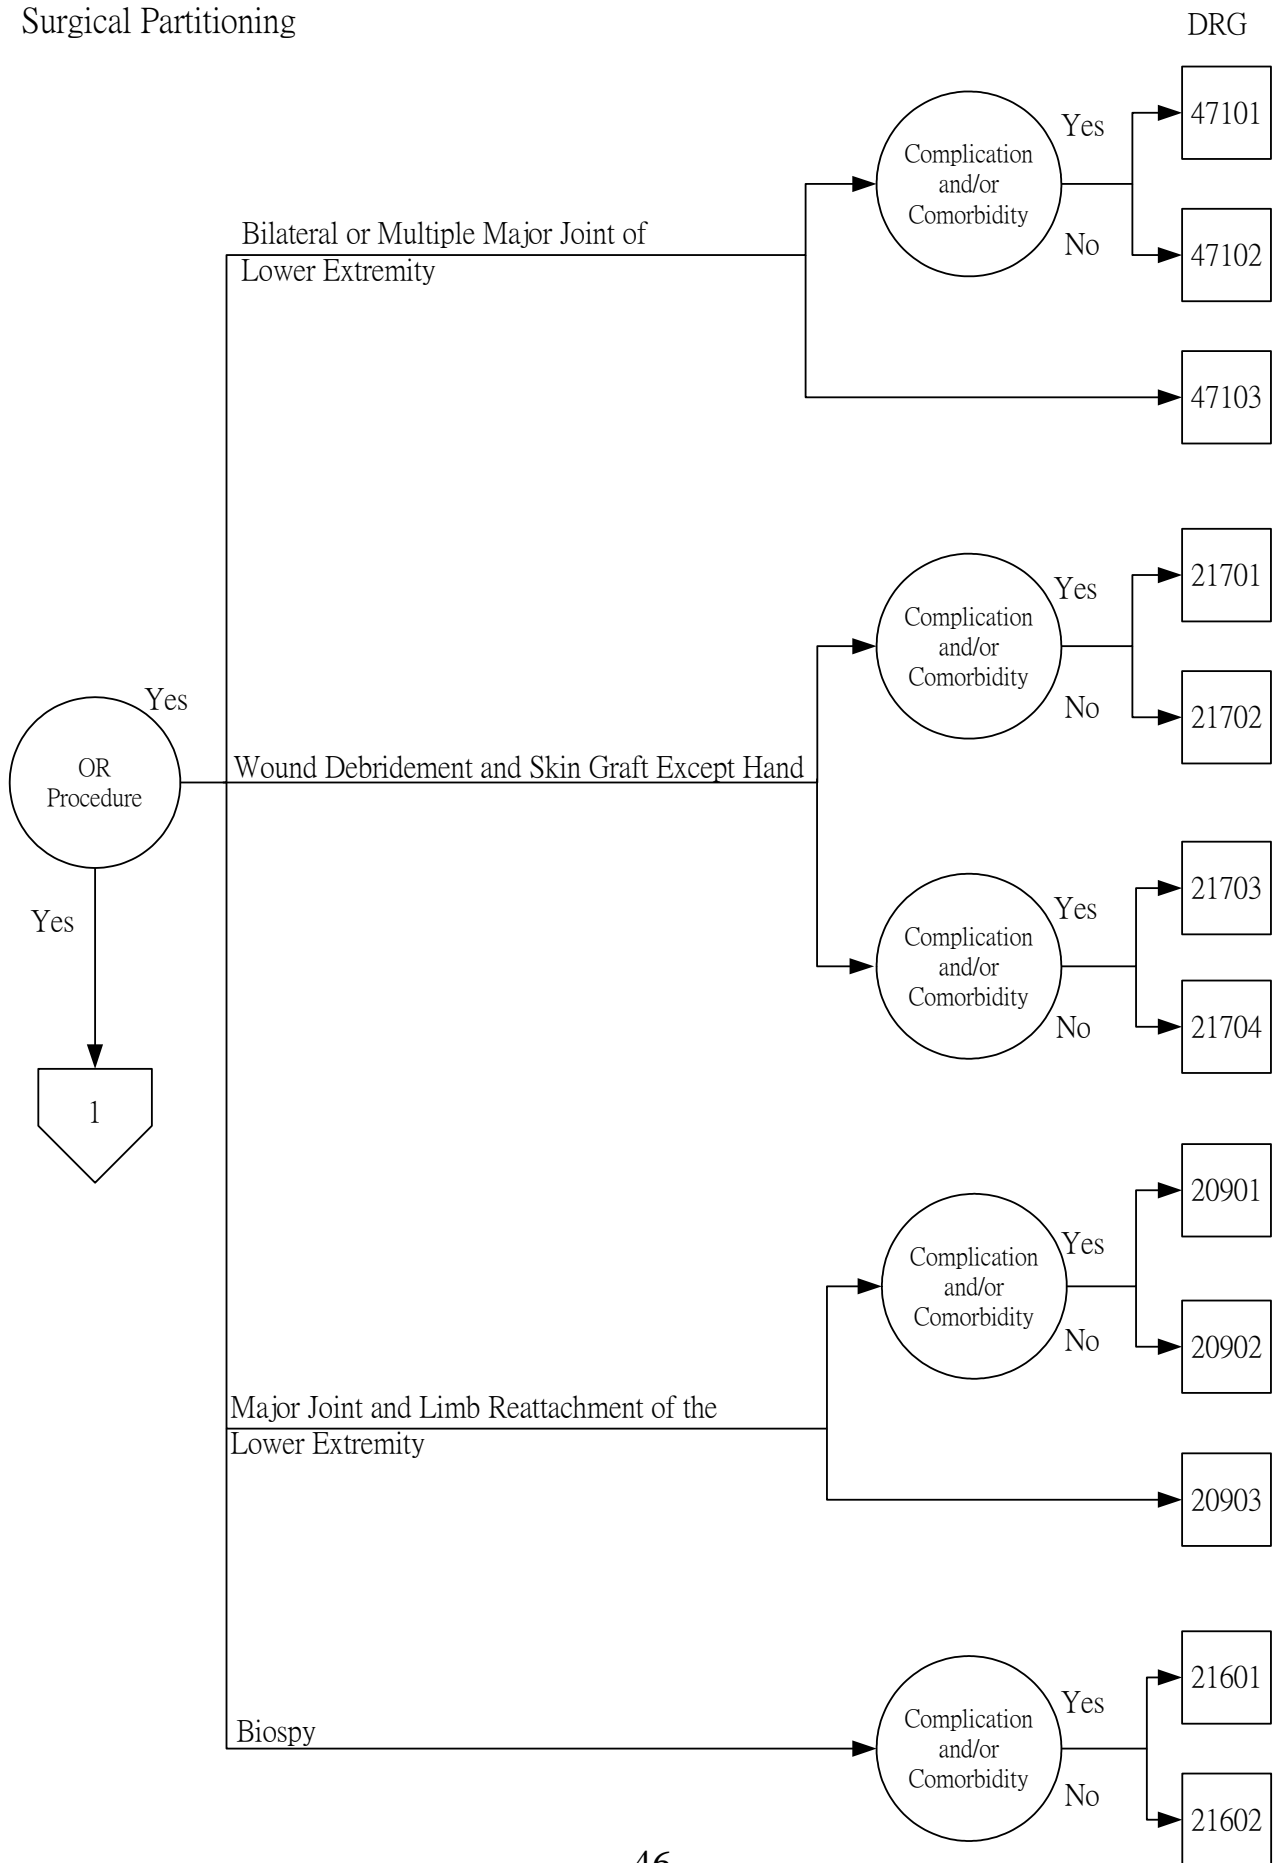 Surgical Partitioning
DRG
Bilateral or Multiple Major Joint of
Lower Extremity
Complication
and/or
Comorbidity
Yes
No
47101
47102
47103
OR
Procedure
Yes
Yes
1
Wound Debridement and Skin Graft Except Hand
Complication
and/or
Comorbidity
Yes
No
21701
21702
Complication
and/or
Comorbidity
Yes
No
21703
21704
Major Joint and Limb Reattachment of the
Lower Extremity
Complication
and/or
Comorbidity
Yes
No
20901
20902
20903
Biospy
Complication
and/or
Comorbidity
Yes
No
21601
21602
46